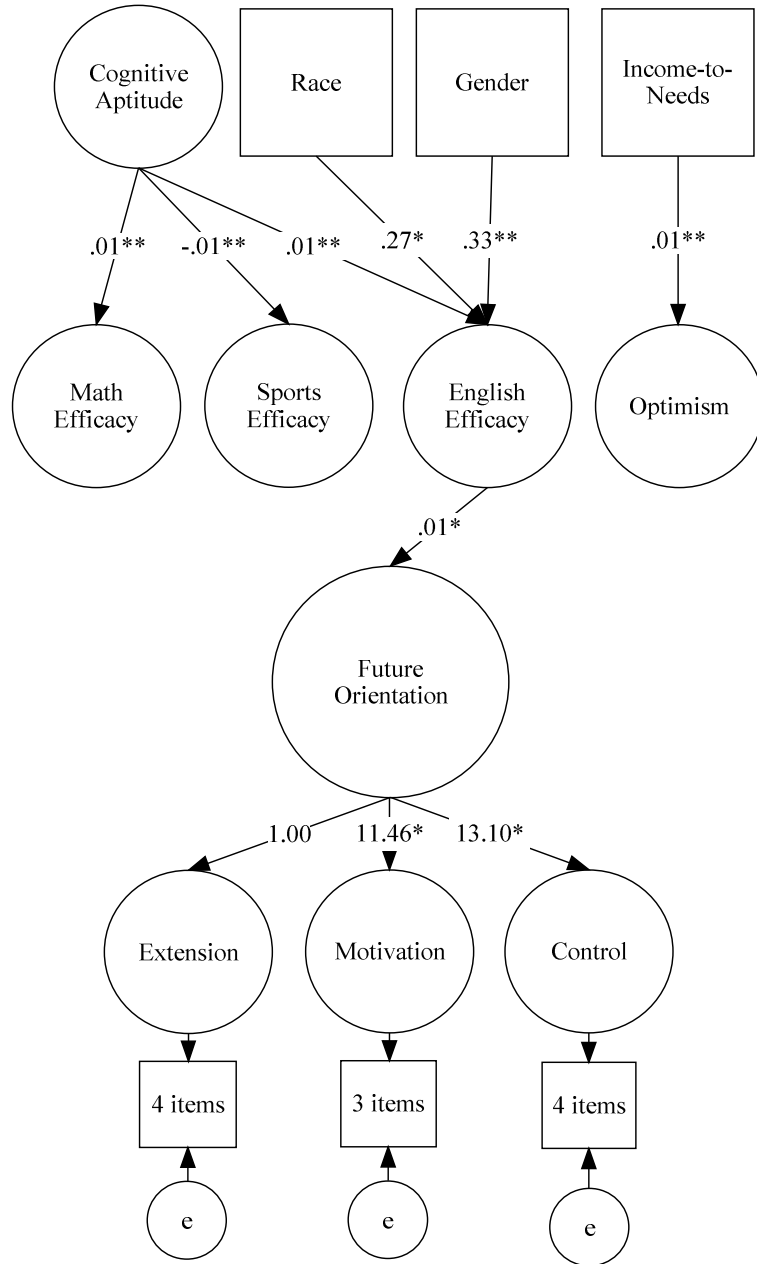 Cognitive
Aptitude
Race
Gender
Income-to-
Needs
.01**
-.01**
.01**
.27*
.33**
.01**
Math
Efficacy
Sports
Efficacy
English
Efficacy
Optimism
.01*
Future
Orientation
1.00
11.46*
13.10*
Extension
Motivation
Control
4 items
3 items
4 items
e
e
e